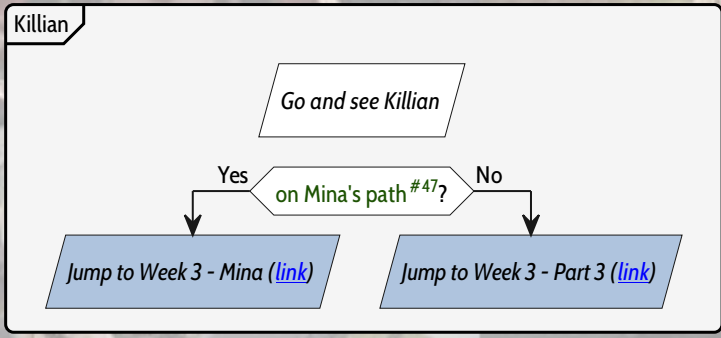 Killian
Go and see Killian
Yes
on Mina's path #47?
No
Jump to Week 3 - Mina (link)
Jump to Week 3 - Part 3 (link)